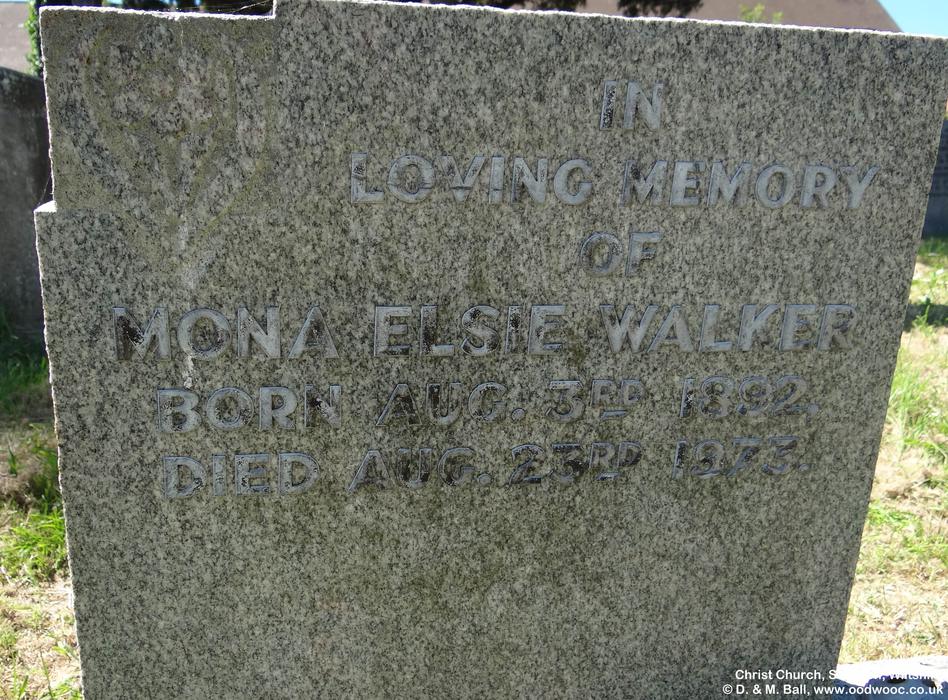 IN
LOVING MEMORY
OF
MONA ELSIE WALKER
BORN AUG. 3RD 1892,
DIED AUG. 23RD 1973.
Christ Church,
© D. & M. Ball, www.oodwooc.co.uk